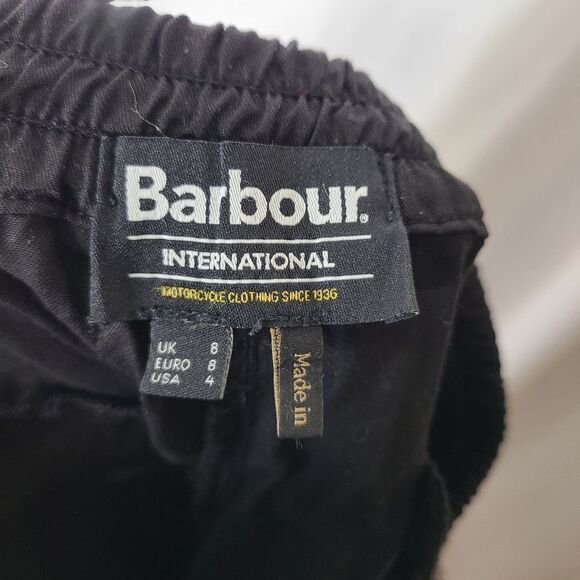 Barbour®
INTERNATIONAL
MOTORCYCLE CLOTHING SINCE 1936
UK 8
EURO 8
USA 4
Made in